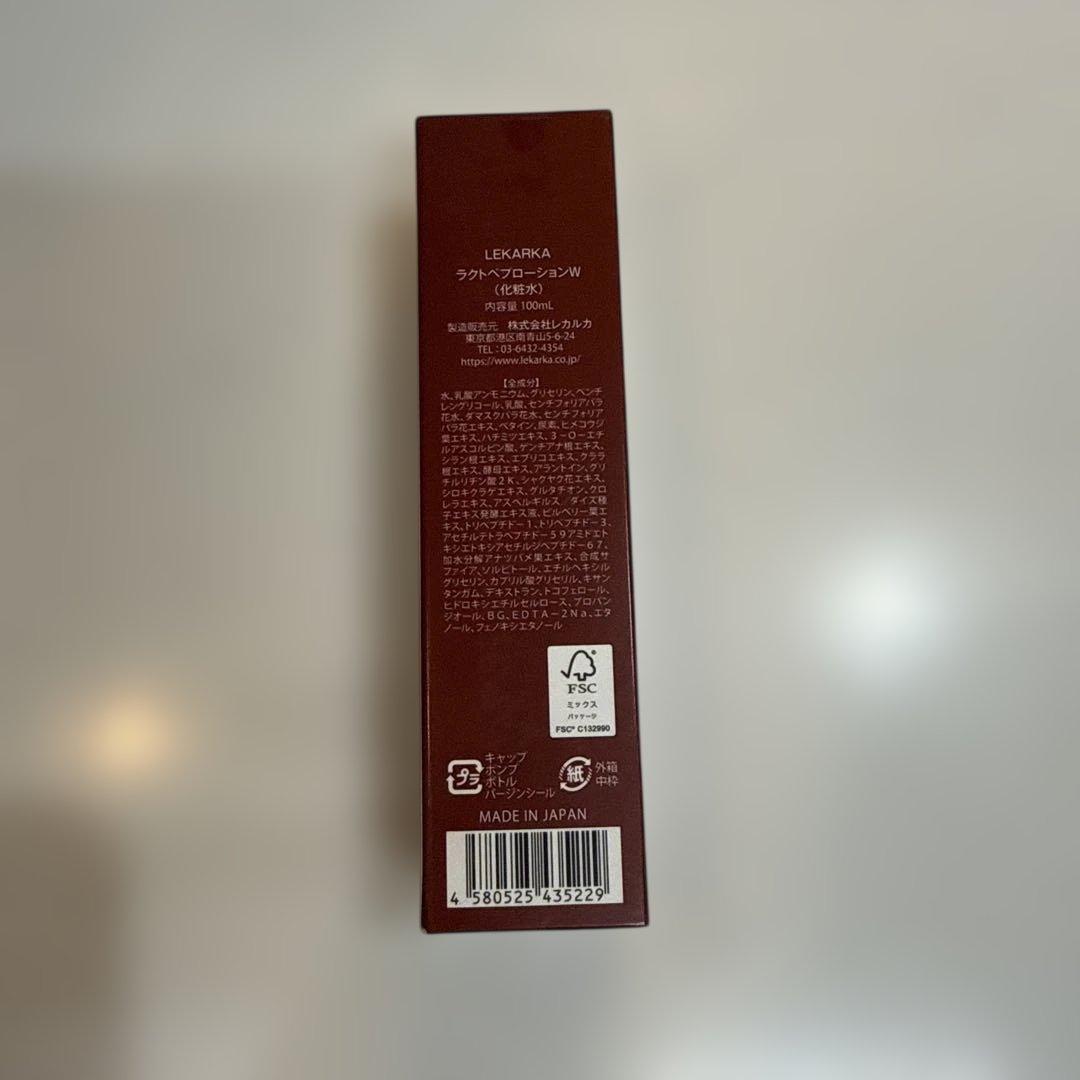 LEKARKA
ラクトペプローションW
（化粧水）
内容量 100mL
製造販売元 株式会社レカルカ
東京都港区南青山5-6-24
TEL：03-6432-4354
https://www.lekarka.co.jp/
【全成分】
水、乳酸アンモニウム、グリセリン、ペンチ
レングリコール、乳酸、センチフォリアバラ
花水、ダマスクバラ花水、センチフォリア
バラ花エキス、ベタイン、尿素、ヒメコウジ
葉エキス、ハチミツエキス、３－Ｏ－エチ
ルアスコルビン酸、ゲンチアナ根エキス、
シラン根エキス、エブリコエキス、クララ
根エキス、酵母エキス、アラントイン、グリ
チルリチン酸２Ｋ、シャクヤク花エキス、
シロキクラゲエキス、グルタチオン、クロ
レラエキス、アスペルギルス／ダイズ種
子エキス発酵エキス液、ビルベリー葉エ
キス、トリペプチド－１、トリペプチド－３、
アセチルテトラペプチド－５９アミドエト
キシエトキシアセチルジペプチド－６７、
加水分解アナツバメ巣エキス、合成サ
ファイア、ソルビトール、エチルヘキシル
グリセリン、カプリル酸グリセリル、キサン
タンガム、デキストラン、トコフェロール、
ヒドロキシエチルセルロース、プロパン
ジオール、ＢＧ、ＥＤＴＡ－２Ｎａ、エタ
ノール、フェノキシエタノール
FSC
ミックス
パッケージ
FSC® C132990
プラ
キャップ
ポンプ
ボトル
バージンシール
紙
外箱
中枠
MADE IN JAPAN
4 580525 435229